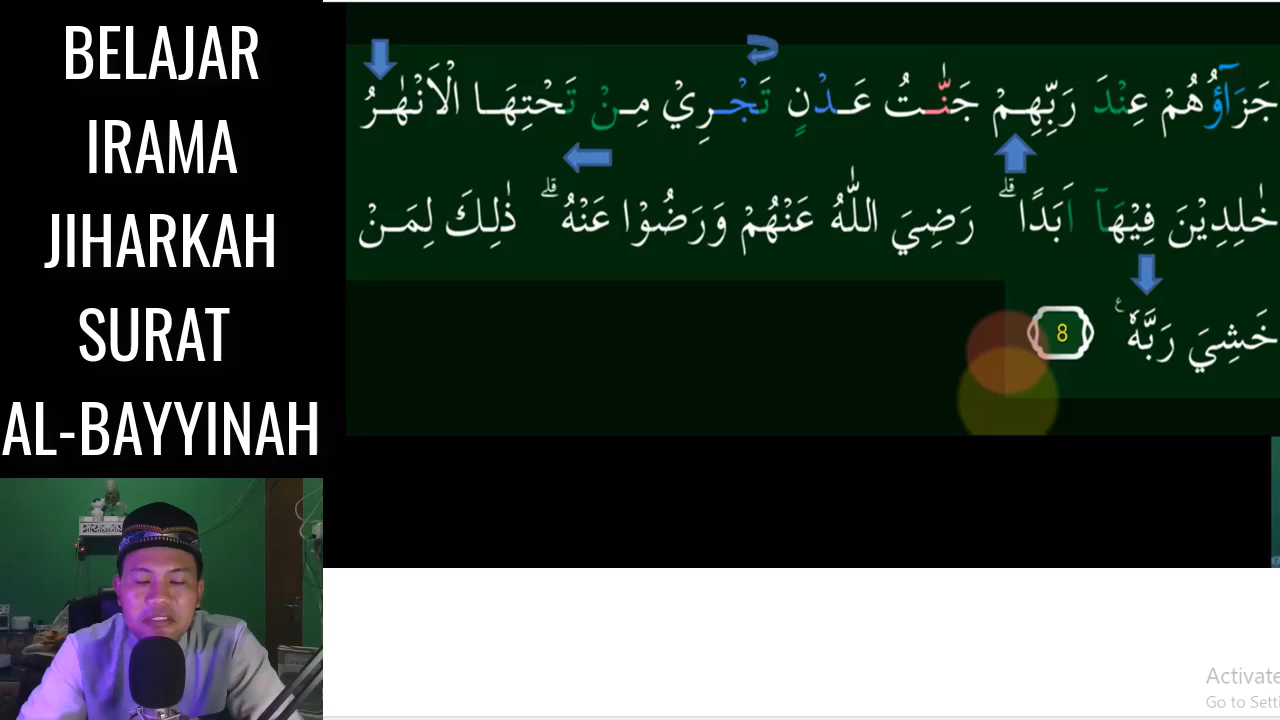 BELAJAR
IRAMA
JIHARKAH
SURAT
AL-BAYYINAH
جَزَآؤُهُمْ عِنْدَ رَبِّهِمْ جَنّٰتُ عَدْنٍ تَجْرِيْ مِنْ تَحْتِهَا الْاَنْهٰرُ
خٰلِدِيْنَ فِيْهَآ اَبَدًا ۗ رَضِيَ اللّٰهُ عَنْهُمْ وَرَضُوْا عَنْهُ ۗ ذٰلِكَ لِمَنْ
خَشِيَ رَبَّهٗ ࣖ 8
Activate
Go to Setti